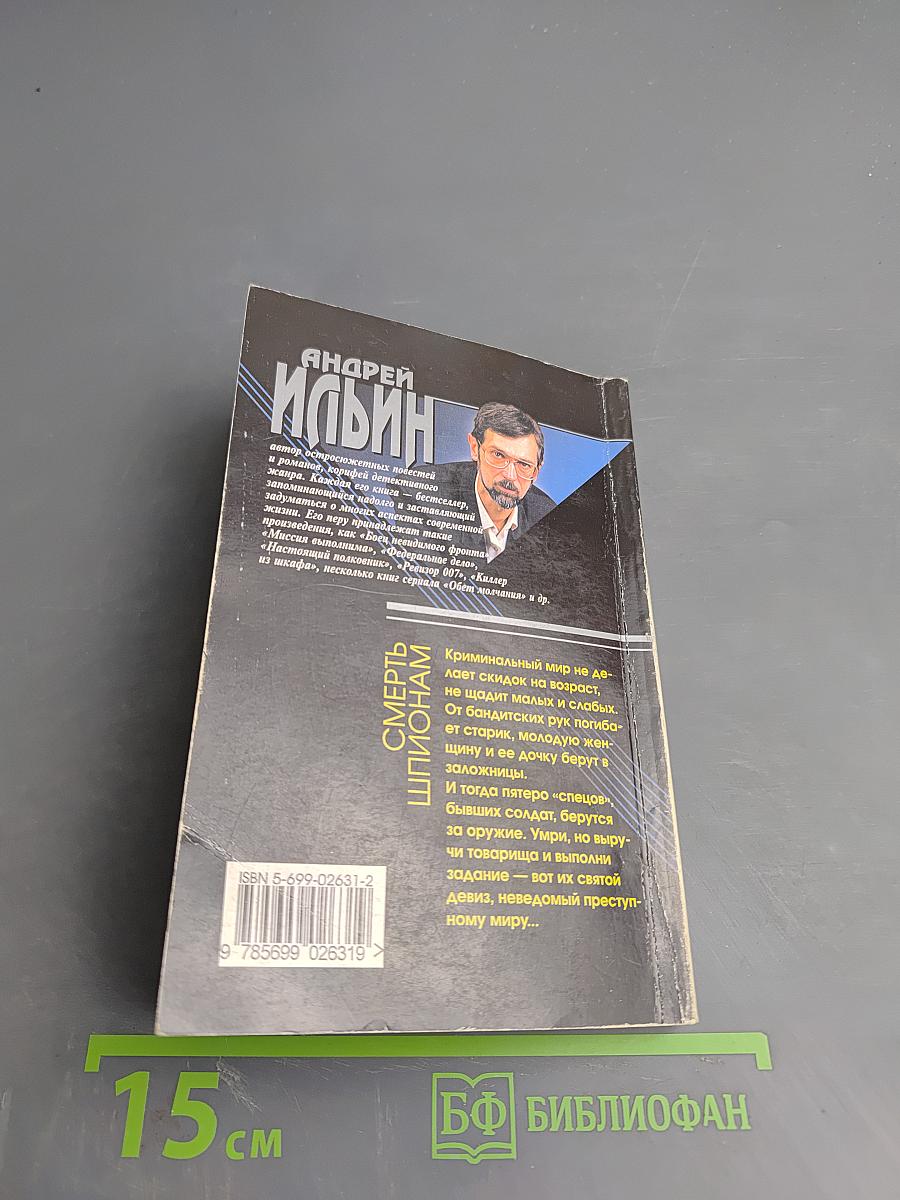 АНДРЕЙ
ИЛЬИН
автор остросюжетных повестей
и романов, корифей детективного
жанра. Каждая его книга — бестселлер,
запоминающийся надолго и заставляющий
задуматься о многих аспектах современной
жизни. Его перу принадлежат такие
произведения, как «Боец невидимого фронта»,
«Миссия выполнима», «Федеральное дело»,
«Настоящий полковник», «Ревизор 007», «Киллер
из шкафа», несколько книг сериала «Обет молчания» и др.
СМЕРТЬ
ШПИОНАМ
Криминальный мир не де-
лает скидок на возраст,
не щадит малых и слабых.
От бандитских рук погиба-
ет старик, молодую жен-
щину и ее дочку берут в
заложницы.
И тогда пятеро «спецов»,
бывших солдат, берутся
за оружие. Умри, но выру-
чи товарища и выполни
задание — вот их святой
девиз, неведомый преступ-
ному миру...
ISBN 5-699-02631-2
9 785699 026319 >
15 см
БФ БИБЛИОФАН